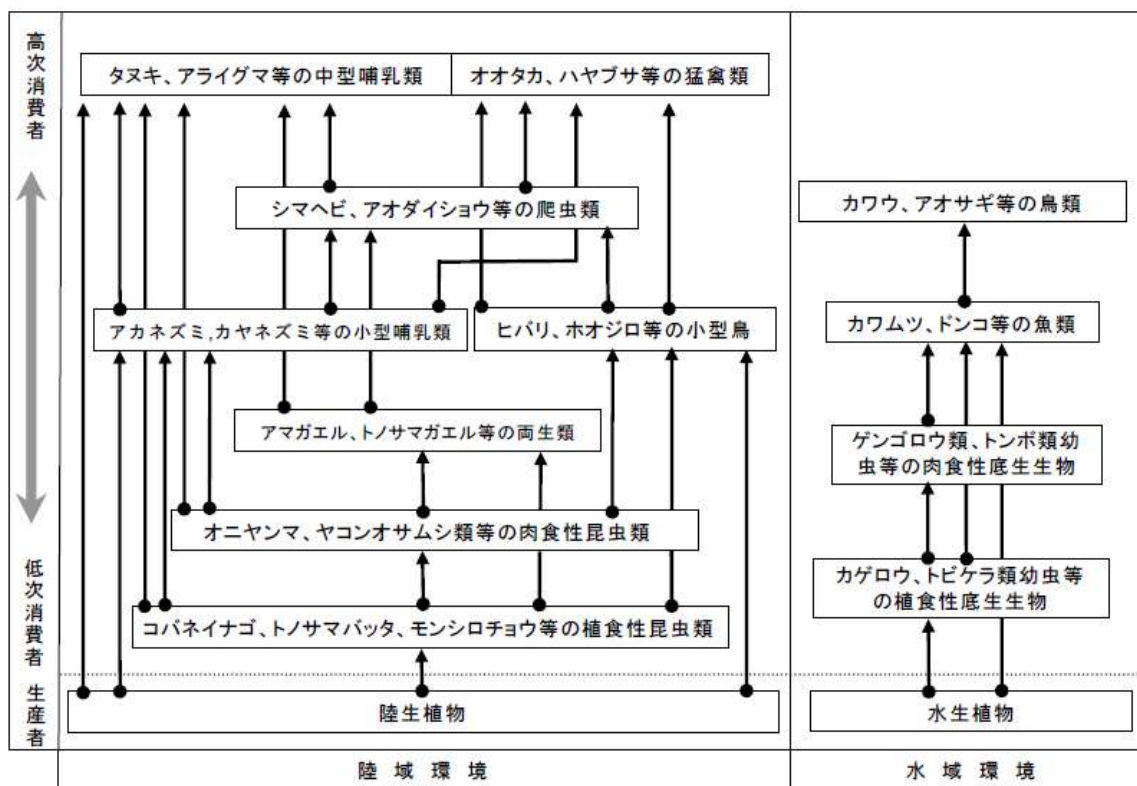 高次消費者
低次消費者
生産者
タヌキ、アライグマ等の中型哺乳類
オオタカ、ハヤブサ等の猛禽類
シマヘビ、アオダイショウ等の爬虫類
アカネズミ,カヤネズミ等の小型哺乳類
ヒバリ、ホオジロ等の小型鳥
アマガエル、トノサマガエル等の両生類
オニヤンマ、ヤコンオサムシ類等の肉食性昆虫類
コバネイナゴ、トノサマバッタ、モンシロチョウ等の植食性昆虫類
陸生植物
カワウ、アオサギ等の鳥類
カワムツ、ドンコ等の魚類
ゲンゴロウ類、トンボ類幼
虫等の肉食性底生生物
カゲロウ、トビケラ類幼虫等
の植食性底生生物
水生植物
陸域環境
水域環境